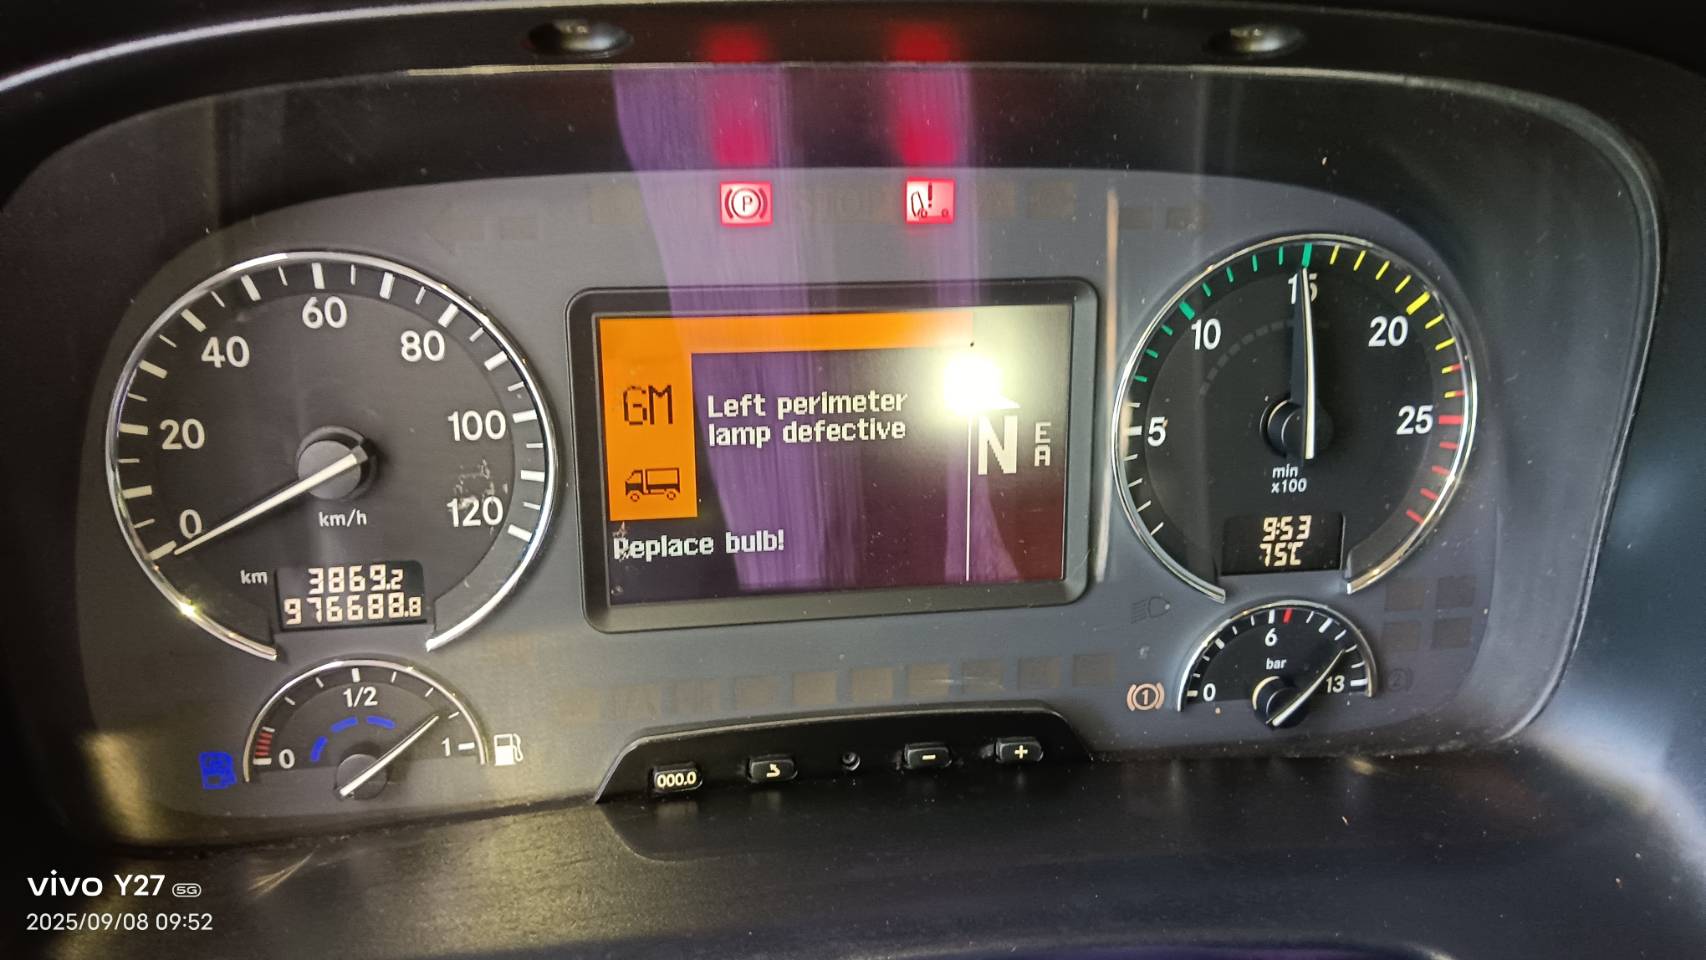 P
!
60
40
80
20
100
0
120
km/h
km
3869.2
976688.8
GM
Left perimeter
lamp defective
N
E
A
Replace bulb!
15
10
20
5
25
min
x100
9:53
75°C
1/2
0
1
6
bar
0
13
1
000.0
−
+
vivo Y27 5G
2025/09/08 09:52